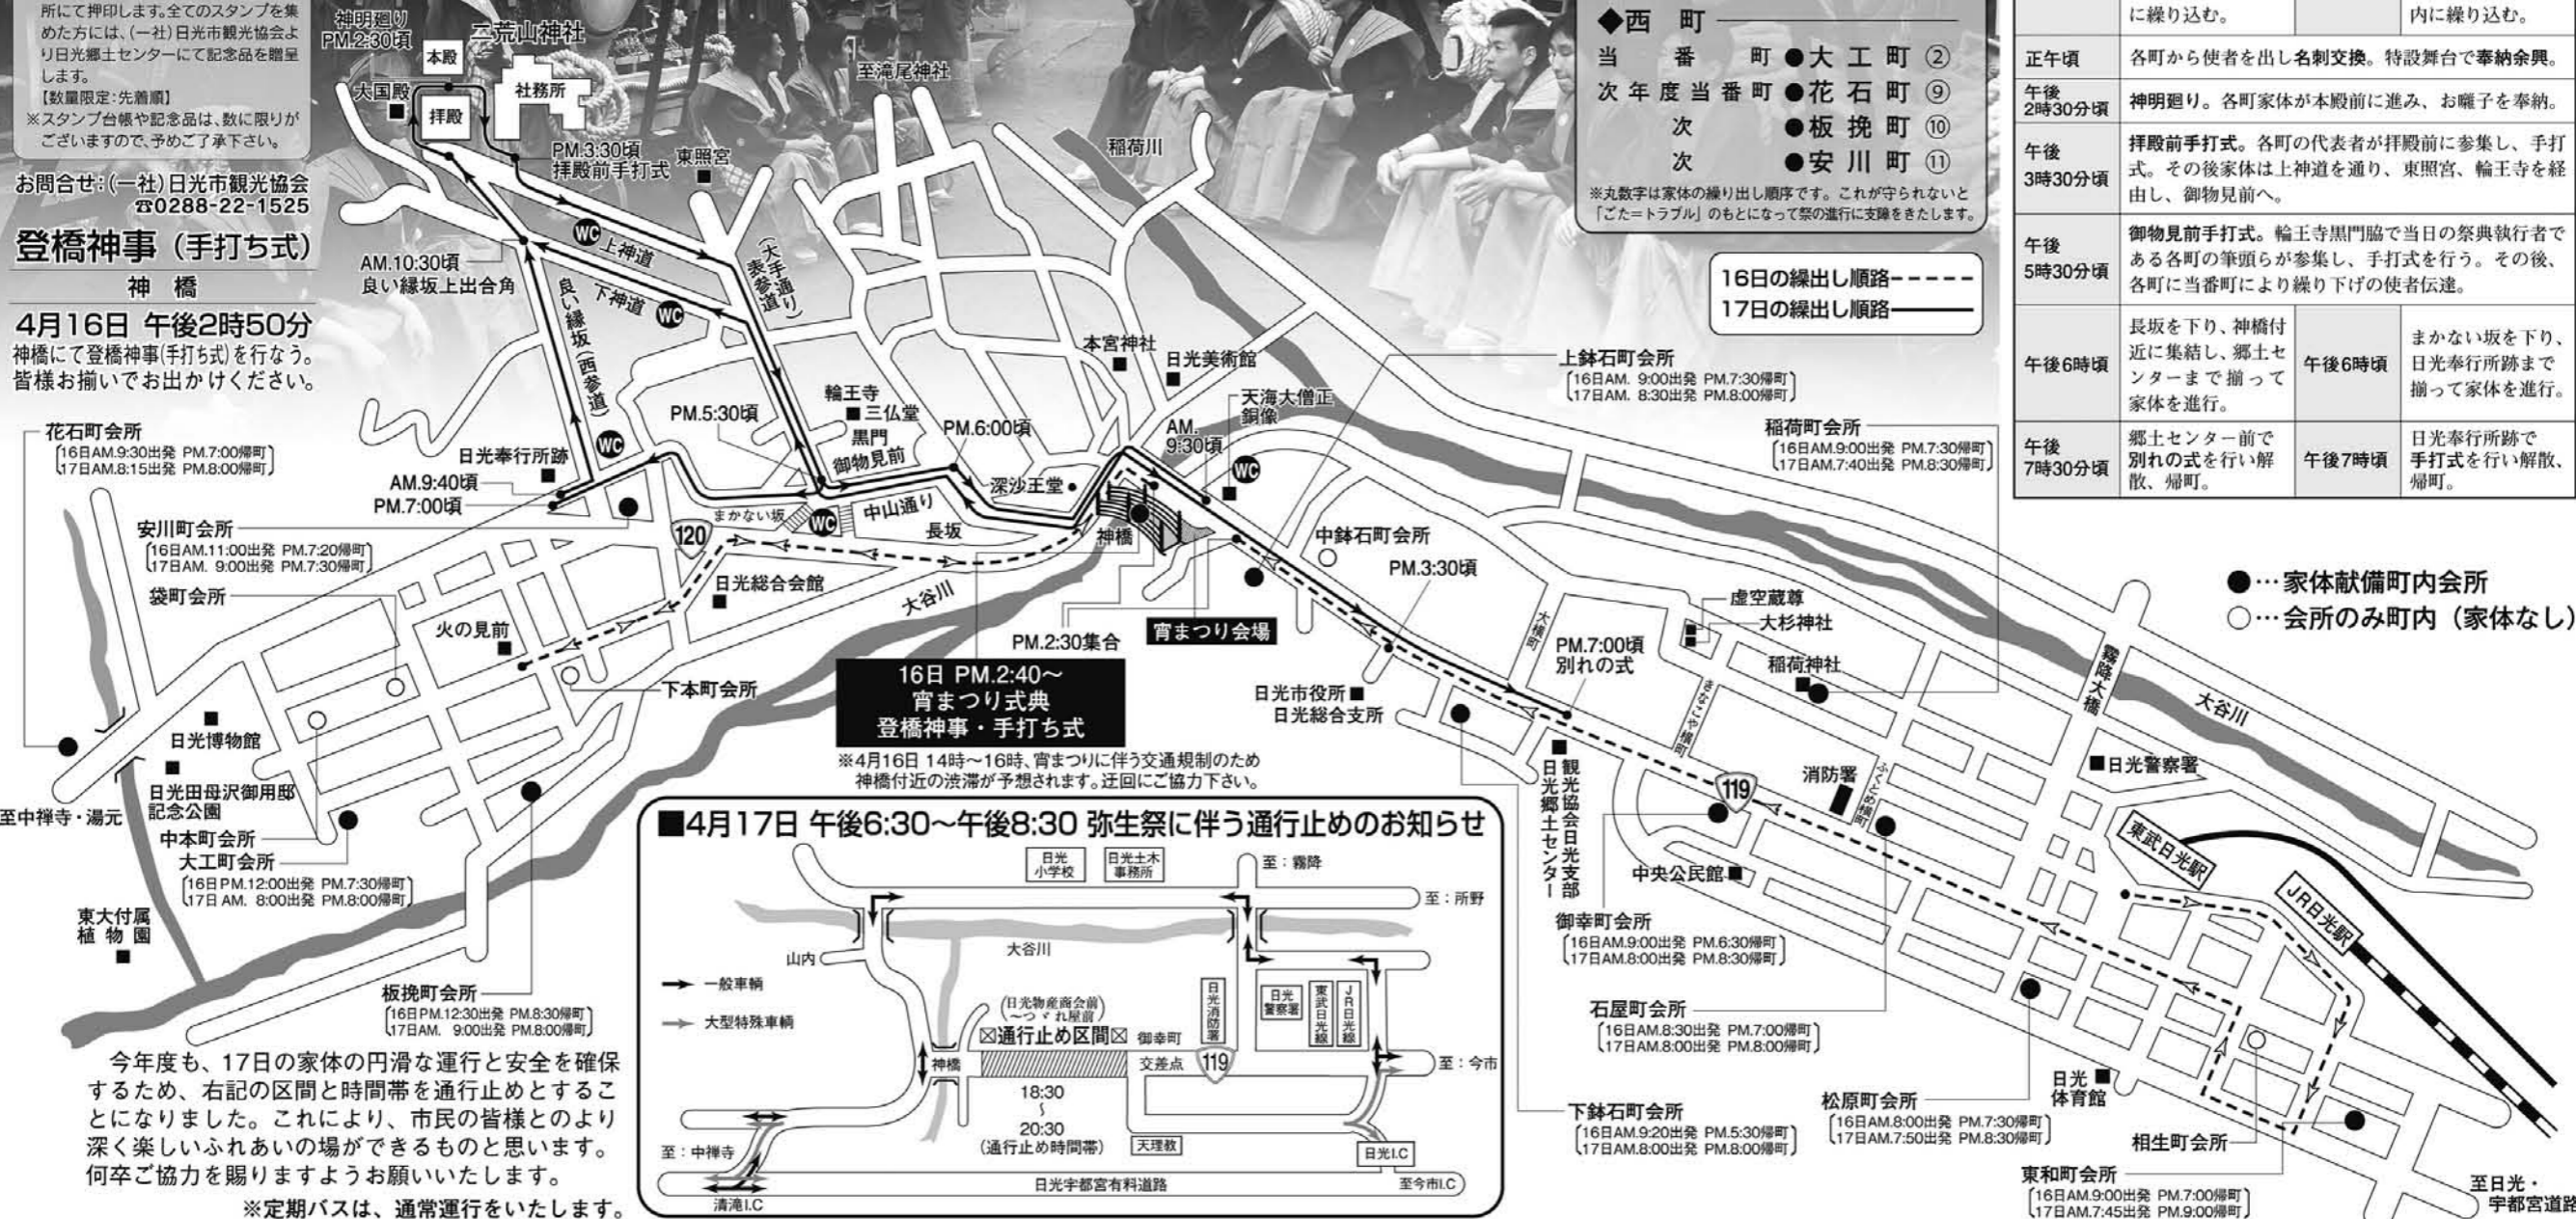 所にて押印します。全てのスタンプを集
めた方には、(一社)日光市観光協会よ
り日光郷土センターにて記念品を贈呈
します。
【数量限定:先着順】
※スタンプ台帳や記念品は、数に限りが
ございますので、予めご了承下さい。
お問合せ:(一社)日光市観光協会
☎0288-22-1525
登橋神事(手打ち式)
神橋
4月16日 午後2時50分
神橋にて登橋神事(手打ち式)を行なう。
皆様お揃いでお出かけください。
神明廻り
PM.2:30頃
二荒山神社
本殿
大国殿
拝殿
社務所
PM.3:30頃
拝殿前手打式
東照宮
至滝尾神社
稲荷川
AM.10:30頃
良い縁坂上出合角
WC 上神道
下神道 WC
良い縁坂(西参道)
(大手通り)
表参道
◆西町
当番町●大工町②
次年度当番町●花石町⑨
次●板挽町⑩
次●安川町⑪
※丸数字は家体の繰り出し順序です。これが守られないと
「ごた=トラブル」のもとになって祭の進行に支障をきたします。
16日の繰出し順路
17日の繰出し順路
に繰り込む。
内に繰り込む。
正午頃 各町から使者を出し名刺交換。特設舞台で奉納余興。
午後
2時30分頃
神明廻り。各町家体が本殿前に進み、お囃子を奉納。
午後
3時30分頃
拝殿前手打式。各町の代表者が拝殿前に参集し、手打
式。その後家体は上神道を通り、東照宮、輪王寺を経
由し、御物見前へ。
午後
5時30分頃
御物見前手打式。輪王寺黒門脇で当日の祭典執行者で
ある各町の筆頭らが参集し、手打式を行う。その後、
各町に当番町により繰り下げの使者伝達。
午後6時頃
長坂を下り、神橋付
近に集結し、郷土セ
ンターまで揃って
家体を進行。
午後6時頃
まかない坂を下り、
日光奉行所跡まで
揃って家体を進行。
午後
7時30分頃
郷土センター前で
別れの式を行い解
散、帰町。
午後7時頃
日光奉行所跡で
手打式を行い解散、
帰町。
●…家体献備町内会所
○…会所のみ町内(家体なし)
花石町会所
16日AM.9:30出発 PM.7:00帰町
17日AM.8:15出発 PM.8:00帰町
日光奉行所跡
WC
AM.9:40頃
PM.7:00頃
安川町会所
16日AM.11:00出発 PM.7:20帰町
17日AM. 9:00出発 PM.7:30帰町
袋町会所
火の見前
120
PM.5:30頃
輪王寺
三仏堂
黒門
御物見前
PM.6:00頃
深沙王堂
まかない坂
WC
中山通り
長坂
神橋
日光総合会館
大谷川
下本町会所
本宮神社
日光美術館
天海大僧正
銅像
AM.
9:30頃
WC
上鉢石町会所
16日AM. 9:00出発 PM.7:30帰町
17日AM. 8:30出発 PM.8:00帰町
稲荷町会所
16日AM.9:00出発 PM.7:30帰町
17日AM.7:40出発 PM.8:30帰町
中鉢石町会所
PM.3:30頃
PM.2:30集合
宵まつり会場
16日 PM.2:40〜
宵まつり式典
登橋神事・手打ち式
※4月16日 14時〜16時、宵まつりに伴う交通規制のため
神橋付近の渋滞が予想されます。迂回にご協力下さい。
大横町
PM.7:00頃
別れの式
虚空蔵尊
大杉神社
稲荷神社
きなこや横町
日光市役所
日光総合支所
観光協会日光支部
日光郷土センター
119
消防署
ふくとめ横町
中央公民館
霧降大橋
大谷川
日光警察署
東武日光駅
JR日光駅
日光博物館
日光田母沢御用邸
記念公園
至中禅寺・湯元
中本町会所
大工町会所
16日PM.12:00出発 PM.7:30帰町
17日AM. 8:00出発 PM.8:00帰町
東大付属
植物園
板挽町会所
16日PM.12:30出発 PM.8:30帰町
17日AM. 9:00出発 PM.8:00帰町
今年度も、17日の家体の円滑な運行と安全を確保
するため、右記の区間と時間帯を通行止めとするこ
とになりました。これにより、市民の皆様とのより
深く楽しいふれあいの場ができるものと思います。
何卒ご協力を賜りますようお願いいたします。
※定期バスは、通常運行をいたします。
■4月17日 午後6:30〜午後8:30 弥生祭に伴う通行止めのお知らせ
日光
小学校
日光土木
事務所
至:霧降
至:所野
大谷川
山内
一般車輌
大型特殊車輌
(日光物産商会前)
〜つゞれ屋前
通行止め区間
御幸町
日光消防署
日光
警察署
東武日光線
JR日光線
神橋
交差点
119
至:今市
18:30
〜
20:30
(通行止め時間帯)
天理教
日光I.C
至:中禅寺
清滝I.C
日光宇都宮有料道路
至今市I.C
御幸町会所
16日AM.9:00出発 PM.6:30帰町
17日AM.8:00出発 PM.8:30帰町
石屋町会所
16日AM.8:30出発 PM.7:00帰町
17日AM.8:00出発 PM.8:00帰町
下鉢石町会所
16日AM.9:20出発 PM.5:30帰町
17日AM.8:00出発 PM.8:00帰町
松原町会所
16日AM.8:00出発 PM.7:30帰町
17日AM.7:50出発 PM.8:30帰町
日光
体育館
相生町会所
東和町会所
16日AM.9:00出発 PM.7:00帰町
17日AM.7:45出発 PM.9:00帰町
至日光・
宇都宮道路